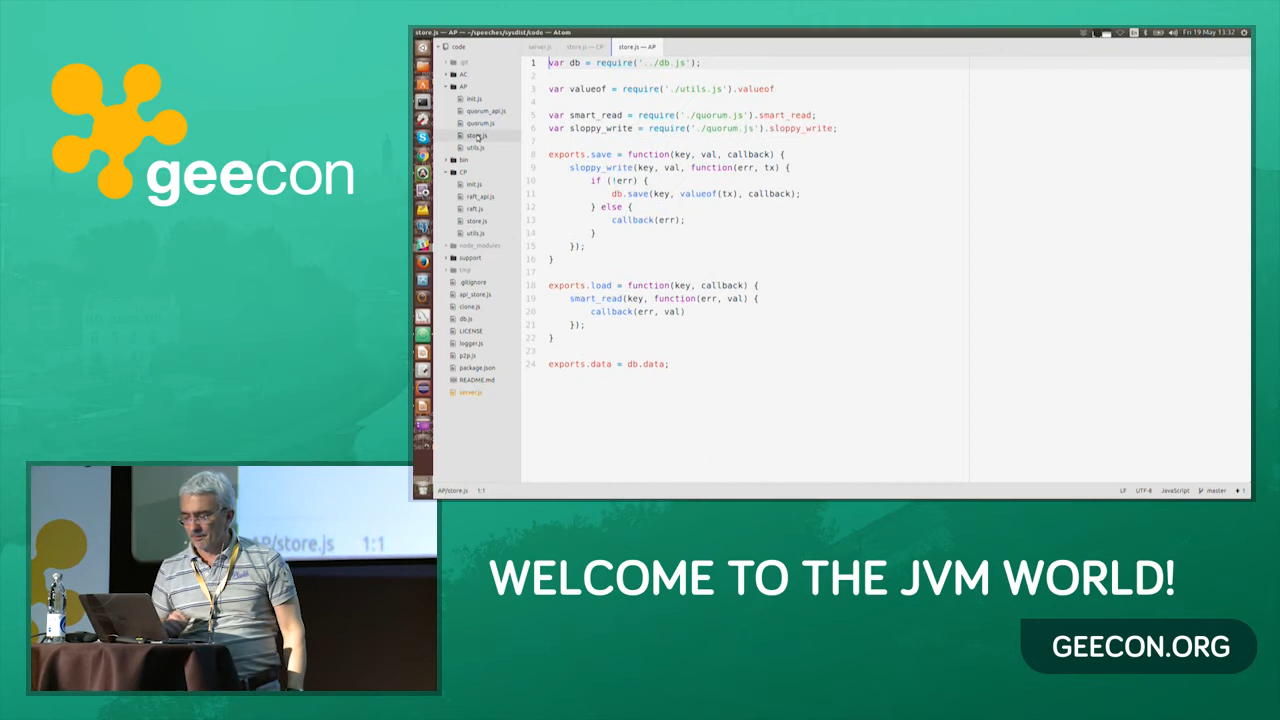 geecon
store.js — AP — ~/speeches/sysdist/code — Atom
Fri 19 May 13:32
code
server.js
store.js — CP
store.js — AP
.git
AC
AP
init.js
quorum_api.js
quorum.js
store.js
utils.js
bin
CP
init.js
raft_api.js
raft.js
store.js
utils.js
node_modules
support
tmp
.gitignore
api_store.js
clone.js
db.js
LICENSE
logger.js
p2p.js
package.json
README.md
server.js
1 var db = require('../db.js');
2
3 var valueof = require('./utils.js').valueof
4
5 var smart_read = require('./quorum.js').smart_read;
6 var sloppy_write = require('./quorum.js').sloppy_write;
7
8 exports.save = function(key, val, callback) {
9 sloppy_write(key, val, function(err, tx) {
10 if (!err) {
11 db.save(key, valueof(tx), callback);
12 } else {
13 callback(err);
14 }
15 });
16 }
17
18 exports.load = function(key, callback) {
19 smart_read(key, function(err, val) {
20 callback(err, val)
21 });
22 }
23
24 exports.data = db.data;
AP/store.js 1:1
LF UTF-8 JavaScript master 1
AP/store.js 1:1
WELCOME TO THE JVM WORLD!
GEECON.ORG